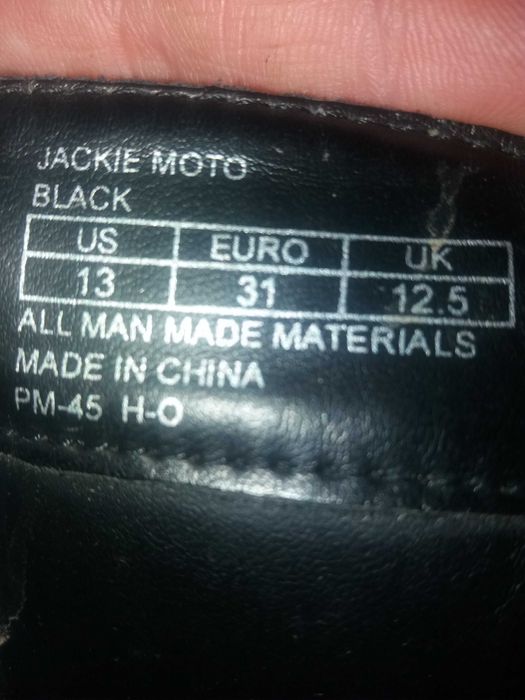 JACKIE MOTO
BLACK
US EURO UK
13 31 12.5
ALL MAN MADE MATERIALS
MADE IN CHINA
PM-45 H-O